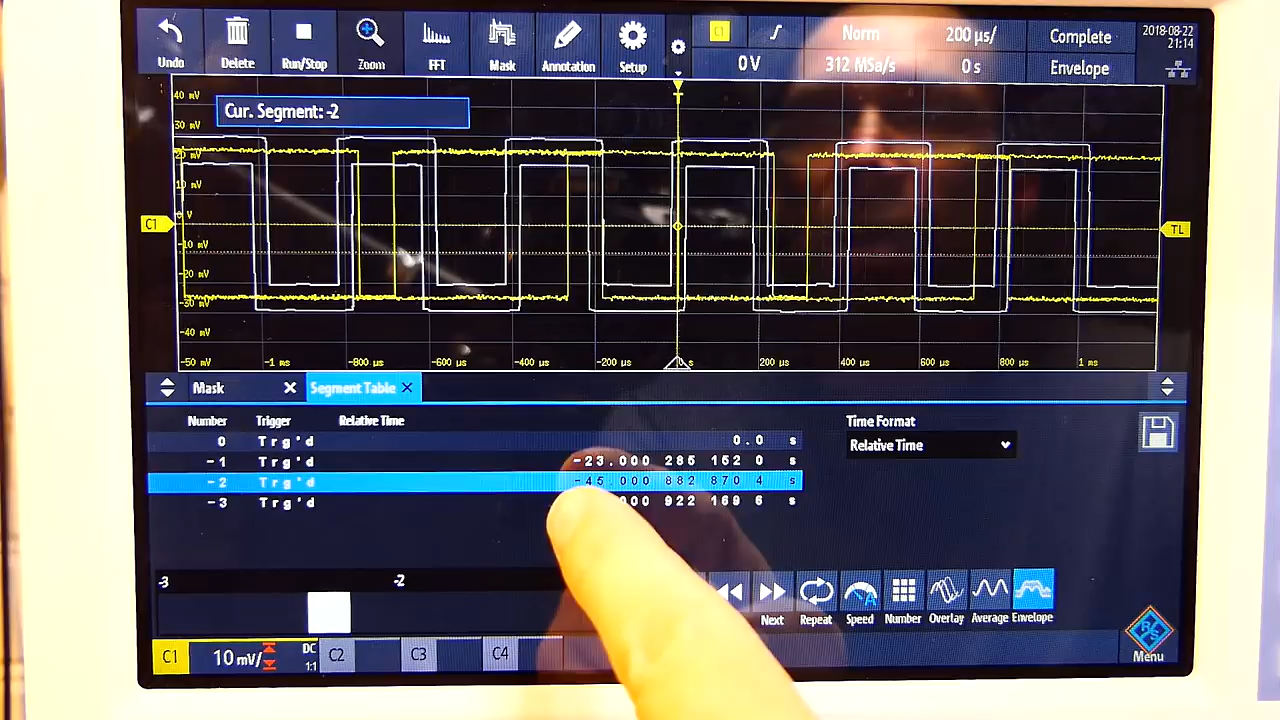 Undo Delete Run/Stop Zoom FFT Mask Annotation Setup
C1 Norm 200 µs/ Complete 2018-08-22 21:14
0 V 312 MSa/s 0 s Envelope
Cur. Segment: -2
40 mV
30 mV
20 mV
10 mV
0 V
C1 TL
-10 mV
-20 mV
-30 mV
-40 mV
-50 mV -1 ms -800 µs -600 µs -400 µs -200 µs 0 s 200 µs 400 µs 600 µs 800 µs 1 ms
Mask Segment Table
Number Trigger Relative Time Time Format
0 Trg'd 0.0 s Relative Time
-1 Trg'd -23.000 285 152 0 s
-2 Trg'd -45.000 882 870 4 s
-3 Trg'd 000 922 169 6 s
-3 -2
Next Repeat Speed Number Overlay Average Envelope
C1 10 mV/ DC 1:1 C2 C3 C4
R/S
Menu